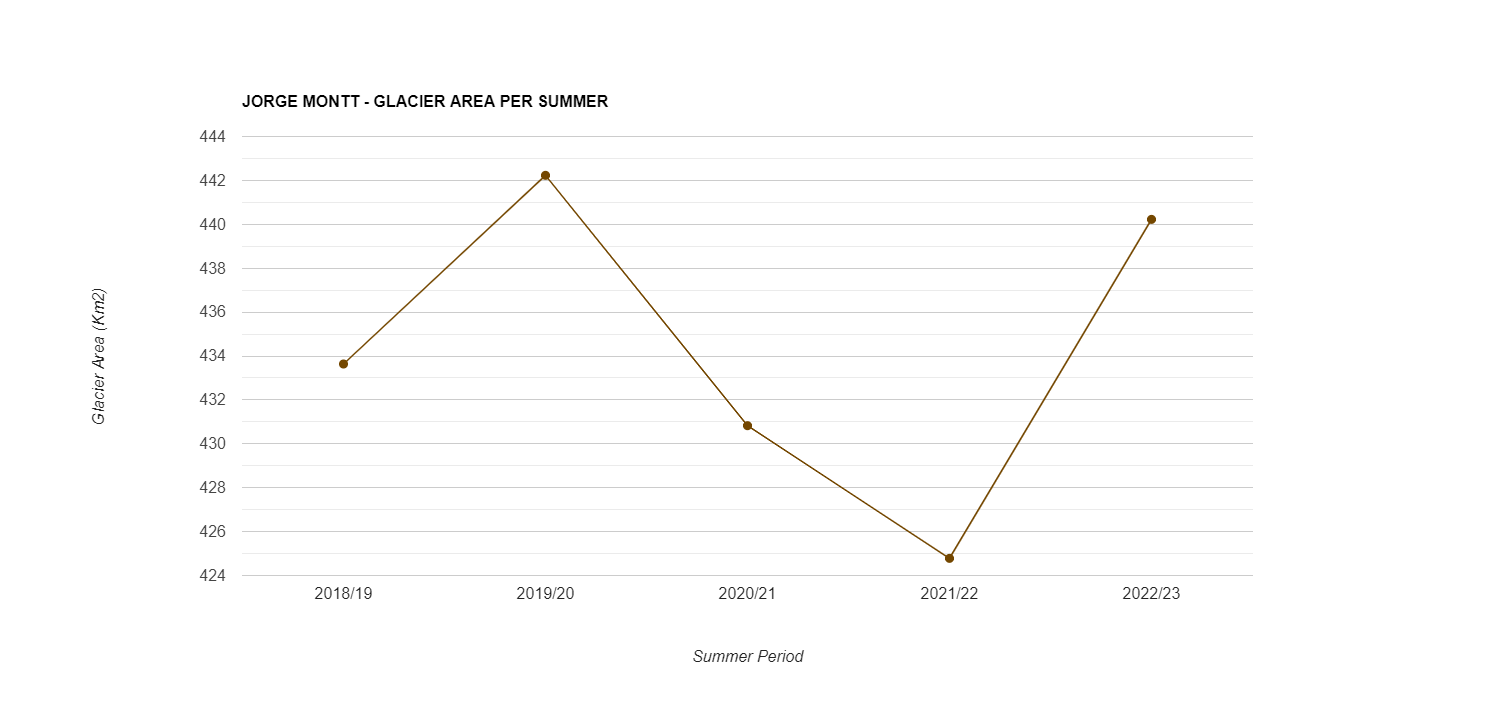 JORGE MONTT - GLACIER AREA PER SUMMER
444
442
440
438
436
434
432
430
428
426
424
Glacier Area (Km2)
2018/19 2019/20 2020/21 2021/22 2022/23
Summer Period